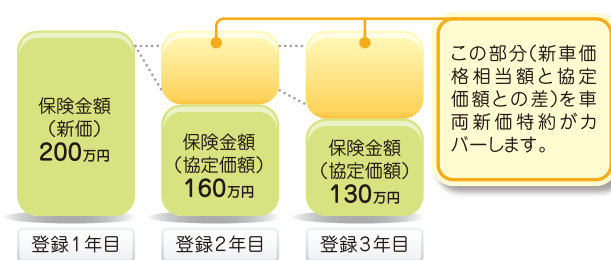 保険金額
（新価）
200万円
保険金額
（協定価額）
160万円
保険金額
（協定価額）
130万円
この部分（新車価
格相当額と協定
価額との差）を車
両新価特約がカ
バーします。
登録1年目
登録2年目
登録3年目